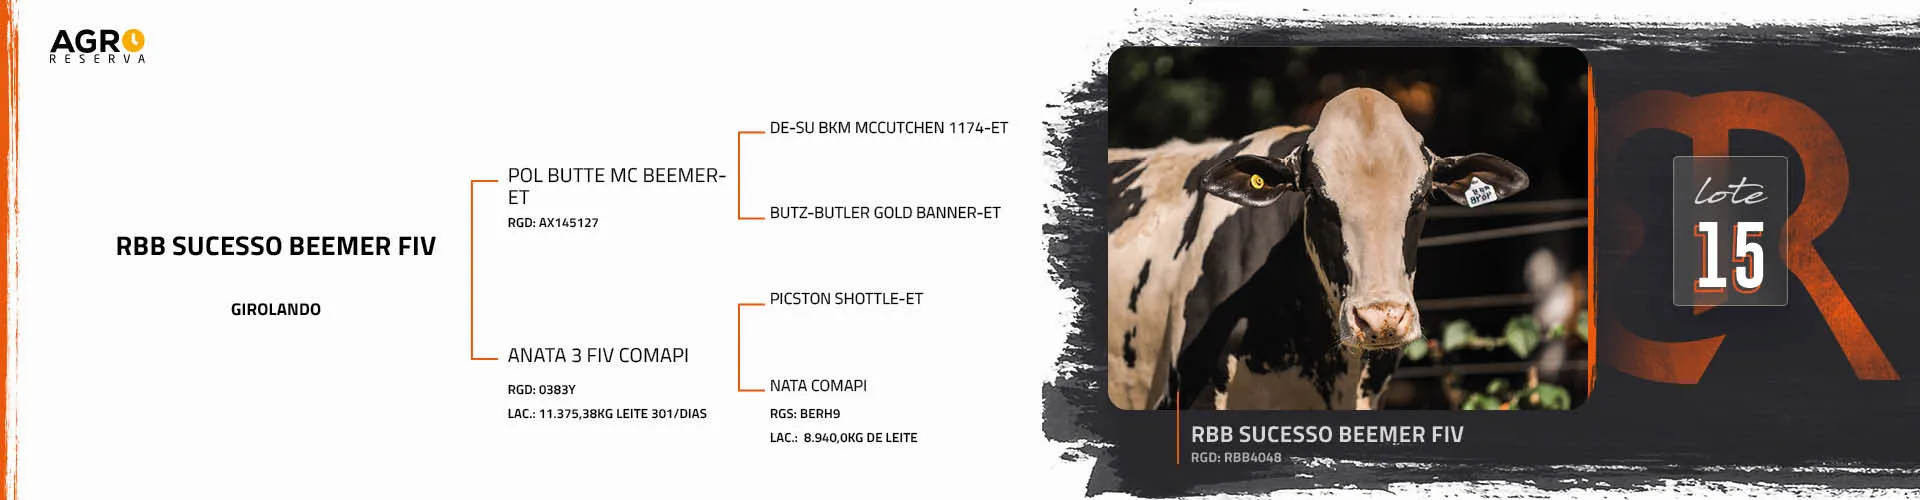 AGRO
RESERVA
RBB SUCESSO BEEMER FIV
GIROLANDO
POL BUTTE MC BEEMER-
ET
RGD: AX145127
ANATA 3 FIV COMAPI
RGD: 0383Y
LAC.: 11.375,38KG LEITE 301/DIAS
DE-SU BKM MCCUTCHEN 1174-ET
BUTZ-BUTLER GOLD BANNER-ET
PICSTON SHOTTLE-ET
NATA COMAPI
RGS: BERH9
LAC.: 8.940,0KG DE LEITE
lote
15
RBB SUCESSO BEEMER FIV
RGD: RBB4048